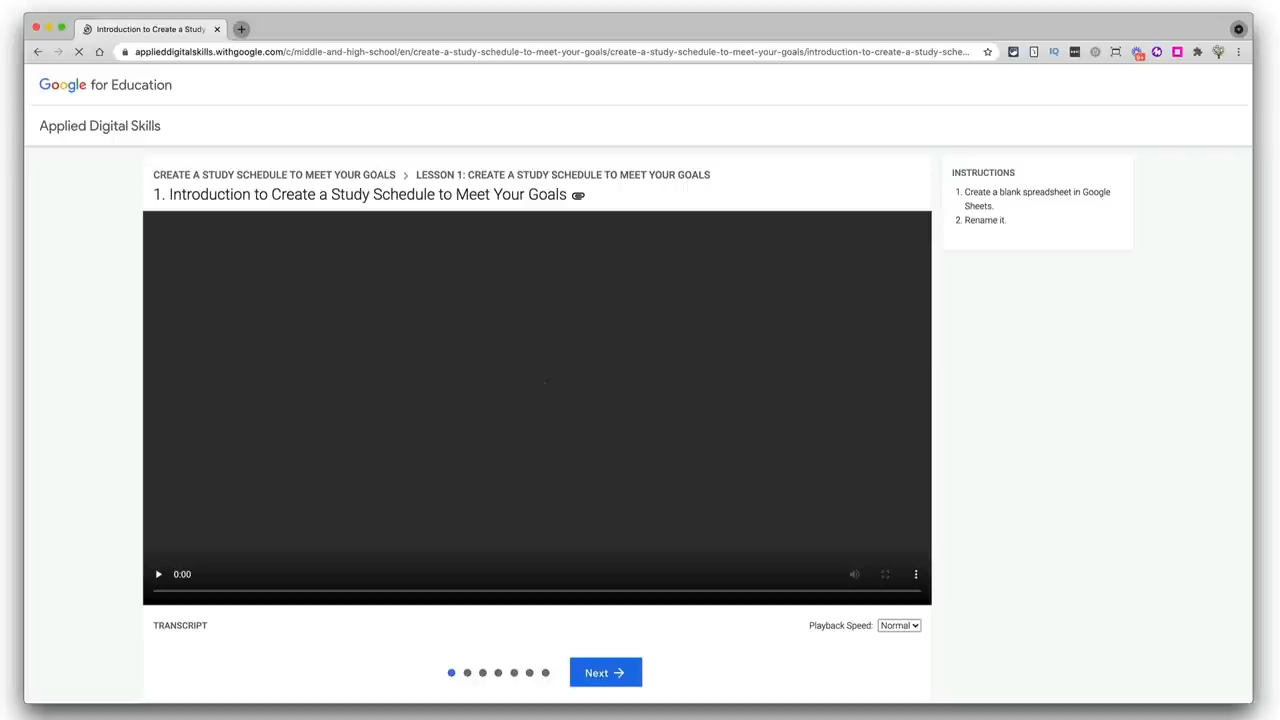 Introduction to Create a Study
applieddigitalskills.withgoogle.com/c/middle-and-high-school/en/create-a-study-schedule-to-meet-your-goals/create-a-study-schedule-to-meet-your-goals/introduction-to-create-a-study-sche...
IQ
9+
Google for Education
Applied Digital Skills
CREATE A STUDY SCHEDULE TO MEET YOUR GOALS > LESSON 1: CREATE A STUDY SCHEDULE TO MEET YOUR GOALS
1. Introduction to Create a Study Schedule to Meet Your Goals
INSTRUCTIONS
1. Create a blank spreadsheet in Google
Sheets.
2. Rename it.
0:00
TRANSCRIPT
Playback Speed: Normal
Next →